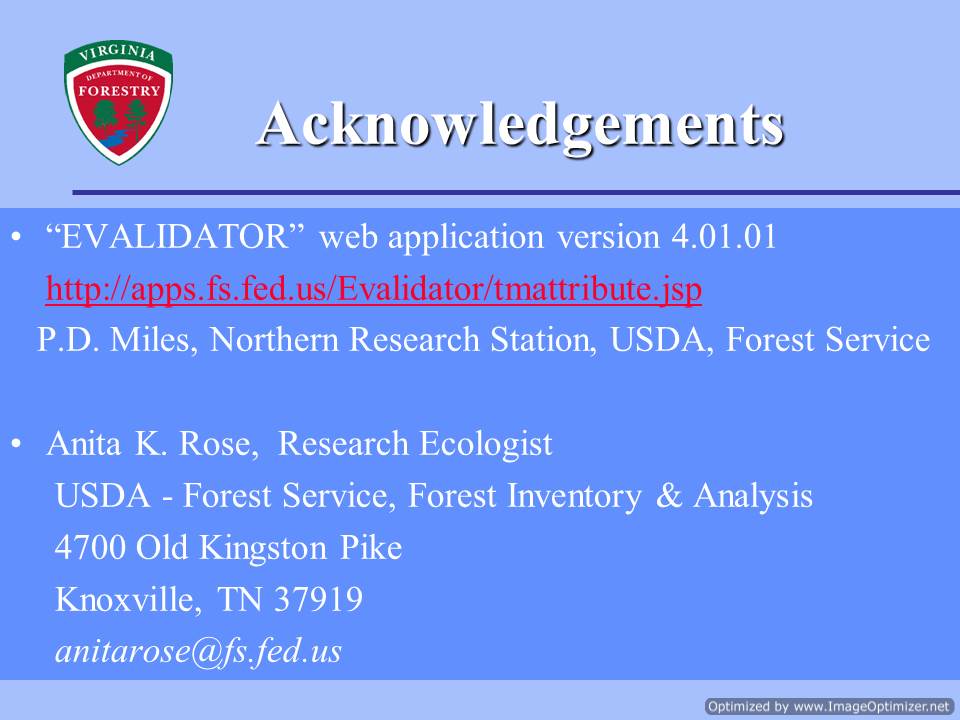 VIRGINIA
DEPARTMENT OF
FORESTRY
Acknowledgements
• “EVALIDATOR” web application version 4.01.01
http://apps.fs.fed.us/Evalidator/tmattribute.jsp
P.D. Miles, Northern Research Station, USDA, Forest Service
• Anita K. Rose, Research Ecologist
USDA - Forest Service, Forest Inventory & Analysis
4700 Old Kingston Pike
Knoxville, TN 37919
anitarose@fs.fed.us
Optimized by www.ImageOptimizer.net